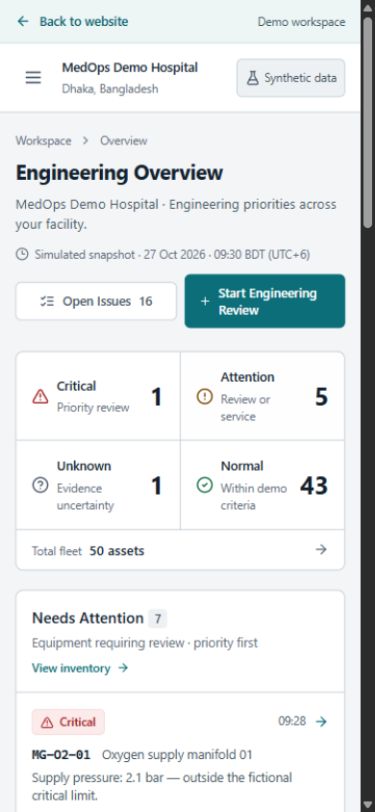 Back to website
Demo workspace
MedOps Demo Hospital
Dhaka, Bangladesh
Synthetic data
Workspace > Overview
Engineering Overview
MedOps Demo Hospital · Engineering priorities across
your facility.
Simulated snapshot · 27 Oct 2026 · 09:30 BDT (UTC+6)
Open Issues 16
+ Start Engineering
Review
Critical
Priority review
1
Attention
Review or
service
5
Unknown
Evidence
uncertainty
1
Normal
Within demo
criteria
43
Total fleet 50 assets
Needs Attention 7
Equipment requiring review · priority first
View inventory
Critical
09:28
MG-02-01 Oxygen supply manifold 01
Supply pressure: 2.1 bar — outside the fictional
critical limit.